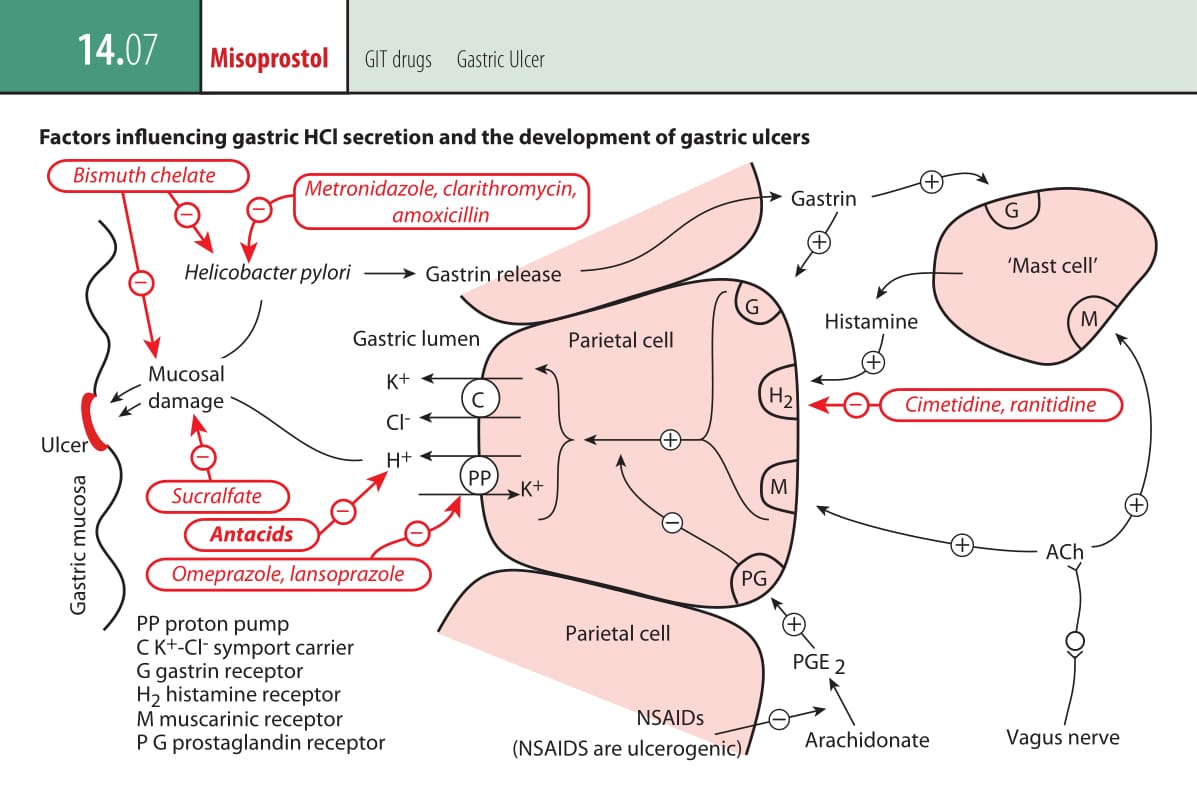 14.07
Misoprostol
GIT drugs
Gastric Ulcer
Factors influencing gastric HCl secretion and the development of gastric ulcers
Bismuth chelate
Metronidazole, clarithromycin,
amoxicillin
Helicobacter pylori
Gastrin release
Gastrin
+
G
'Mast cell'
M
−
−
−
+
Histamine
+
Gastric lumen
Parietal cell
G
H2
M
PG
Cimetidine, ranitidine
−
Mucosal
damage
K+
C
Cl-
H+
PP
K+
+
−
Ulcer
Gastric mucosa
−
Sucralfate
−
Antacids
−
Omeprazole, lansoprazole
+
ACh
+
Parietal cell
+
PGE 2
NSAIDs
−
(NSAIDS are ulcerogenic)
Arachidonate
Vagus nerve
PP proton pump
C K+-Cl- symport carrier
G gastrin receptor
H2 histamine receptor
M muscarinic receptor
P G prostaglandin receptor